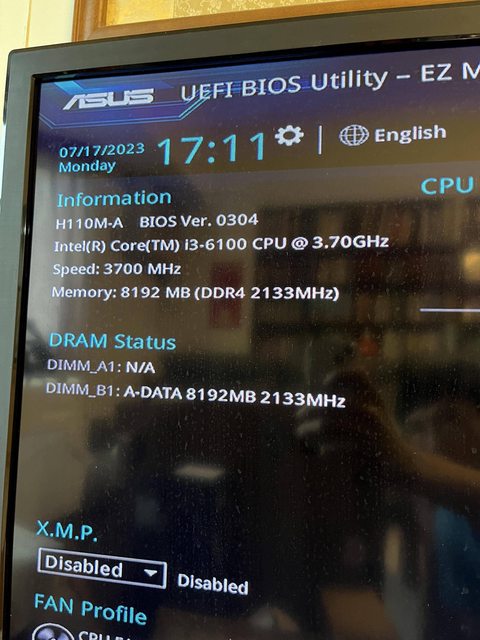 ASUS UEFI BIOS Utility – EZ M
07/17/2023
Monday
17:11
English
CPU
Information
H110M-A BIOS Ver. 0304
Intel(R) Core(TM) i3-6100 CPU @ 3.70GHz
Speed: 3700 MHz
Memory: 8192 MB (DDR4 2133MHz)
DRAM Status
DIMM_A1: N/A
DIMM_B1: A-DATA 8192MB 2133MHz
X.M.P.
Disabled Disabled
FAN Profile
CPU